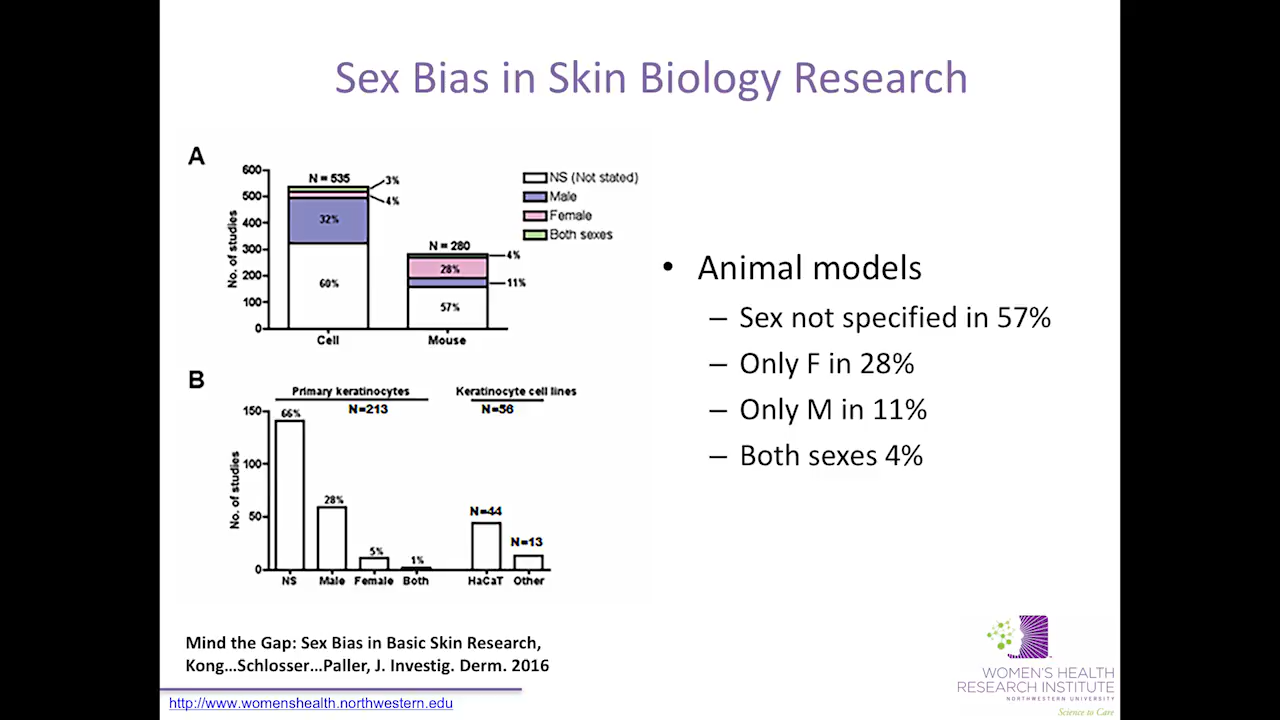 Sex Bias in Skin Biology Research
A
600
500
400
300
200
100
0
No. of studies
N = 535
3%
4%
32%
60%
N = 280
4%
28%
11%
57%
Cell
Mouse
NS (Not stated)
Male
Female
Both sexes
• Animal models
– Sex not specified in 57%
– Only F in 28%
– Only M in 11%
– Both sexes 4%
B
Primary keratinocytes
N=213
Keratinocyte cell lines
N=56
150
100
50
0
No. of studies
66%
28%
5%
1%
N=44
N=13
NS
Male
Female
Both
HaCaT
Other
Mind the Gap: Sex Bias in Basic Skin Research,
Kong...Schlosser...Paller, J. Investig. Derm. 2016
http://www.womenshealth.northwestern.edu
WOMEN'S HEALTH
RESEARCH INSTITUTE
NORTHWESTERN UNIVERSITY
Science to Care